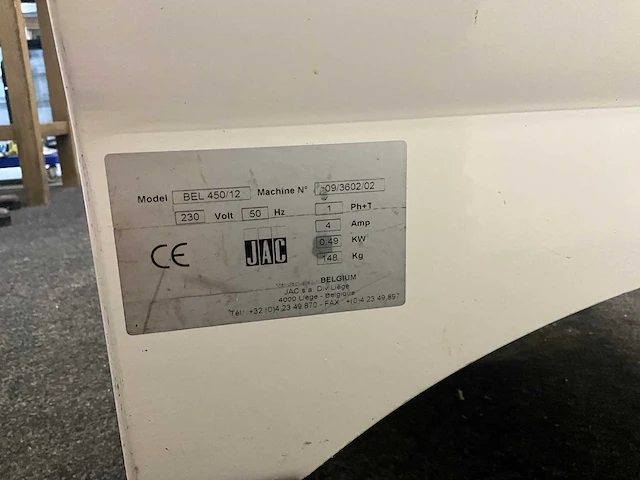 Model BEL 450/12 Machine N° 09/3602/02
230 Volt 50 Hz 1 Ph+T
4 Amp
CE JAC 0.49 KW
148 Kg
BELGIUM
JAC s.a. Div Liège
4000 Liège - Belgique
Tél: +32(0)4 23 49 870 - FAX: +(0)4 23 49 897